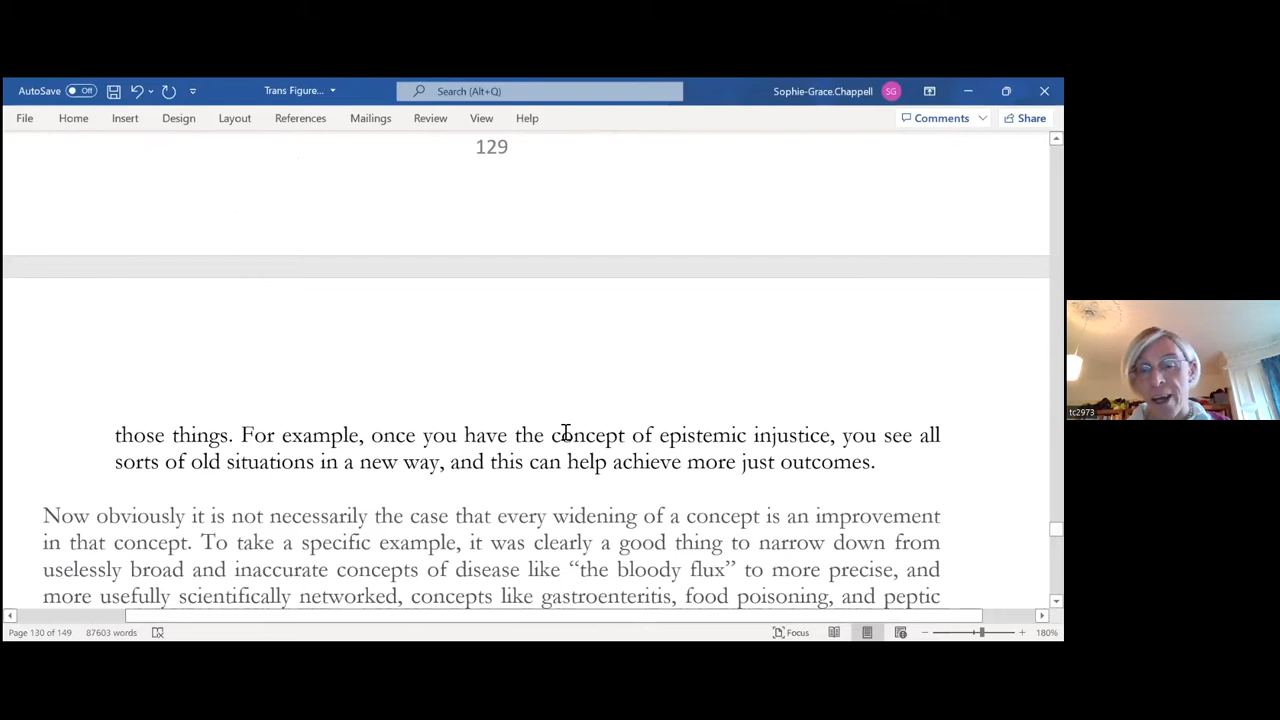 AutoSave Off Trans Figure... Search (Alt+Q) Sophie-Grace.Chappell SG
File Home Insert Design Layout References Mailings Review View Help Comments Share
129
those things. For example, once you have the concept of epistemic injustice, you see all
sorts of old situations in a new way, and this can help achieve more just outcomes.
Now obviously it is not necessarily the case that every widening of a concept is an improvement
in that concept. To take a specific example, it was clearly a good thing to narrow down from
uselessly broad and inaccurate concepts of disease like “the bloody flux” to more precise, and
more usefully scientifically networked, concepts like gastroenteritis, food poisoning, and peptic
Page 130 of 149 87603 words Focus 180%
tc2973